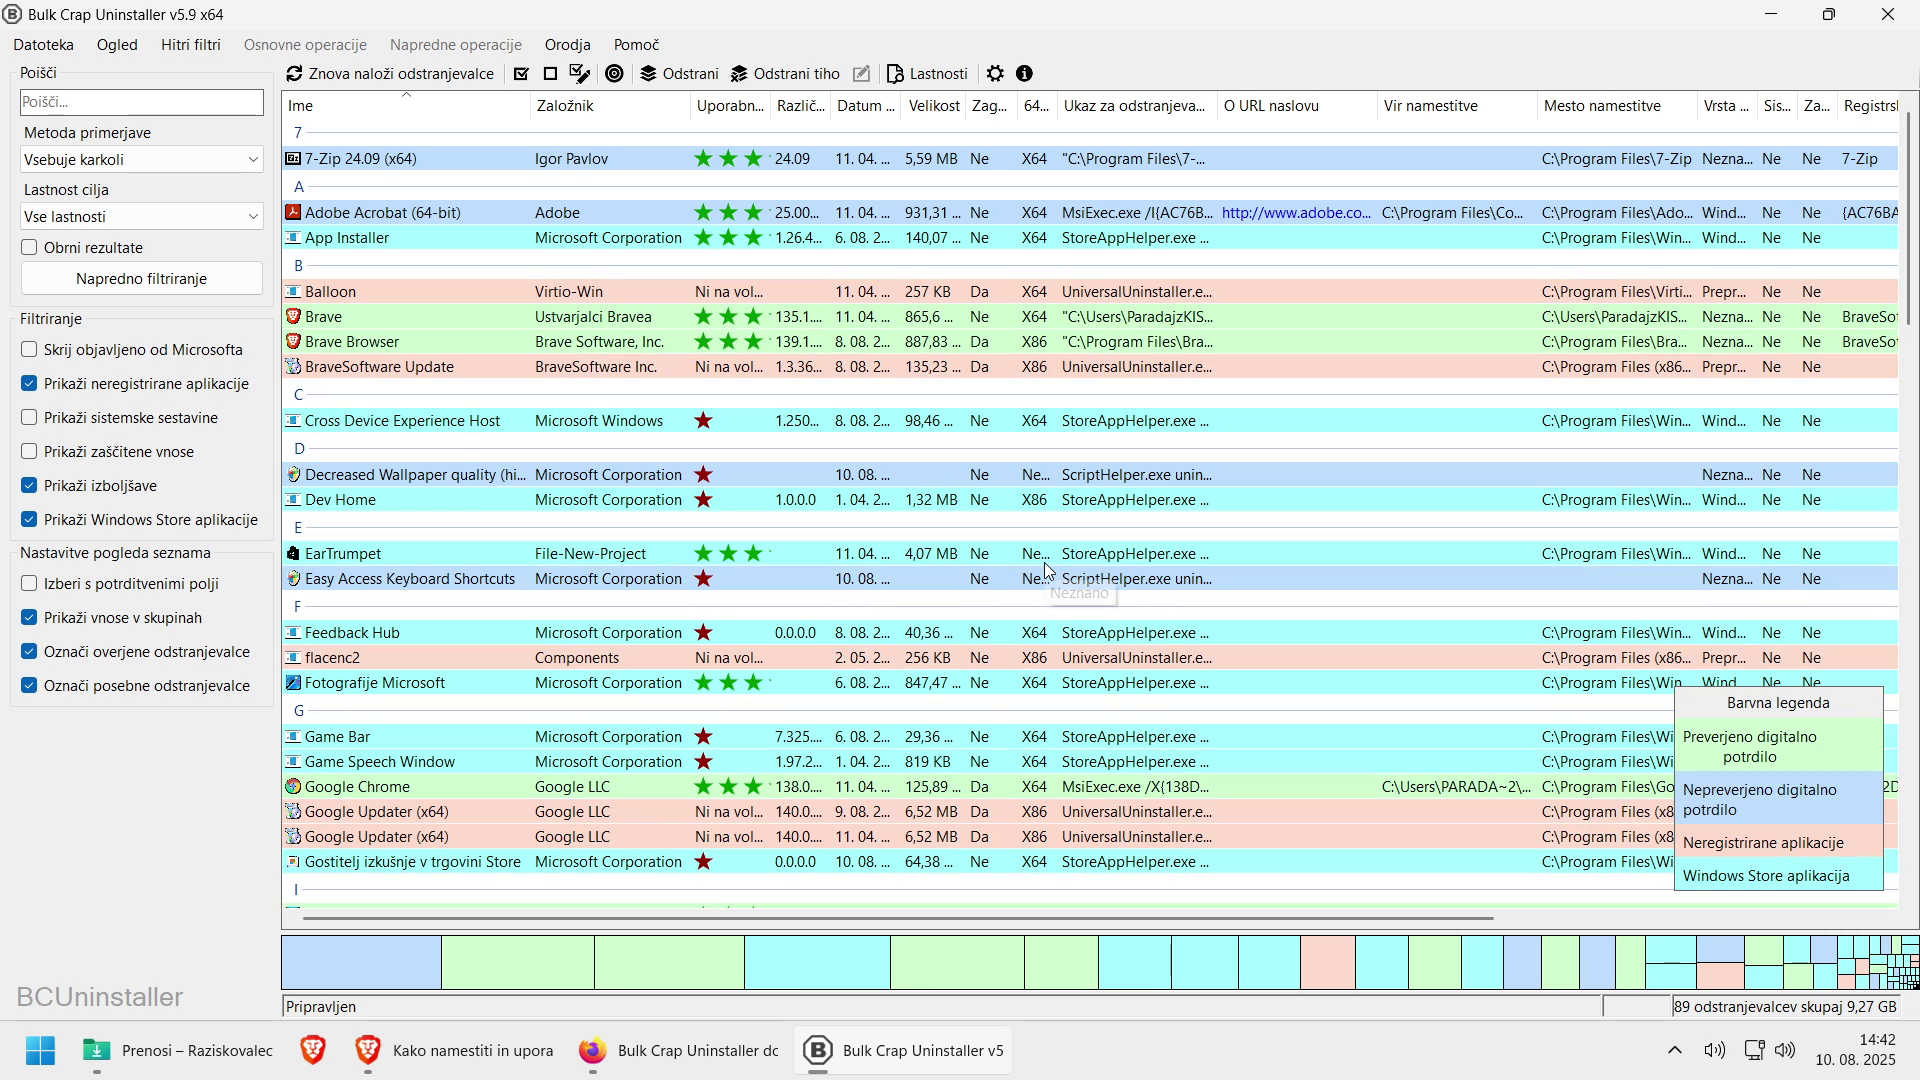 Bulk Crap Uninstaller v5.9 x64
Datoteka Ogled Hitri filtri Osnovne operacije Napredne operacije Orodja Pomoč
Poišči
Poišči...
Metoda primerjave
Vsebuje karkoli
Lastnost cilja
Vse lastnosti
Obrni rezultate
Napredno filtriranje
Filtriranje
Skrij objavljeno od Microsofta
Prikaži neregistrirane aplikacije
Prikaži sistemske sestavine
Prikaži zaščitene vnose
Prikaži izboljšave
Prikaži Windows Store aplikacije
Nastavitve pogleda seznama
Izberi s potrditvenimi polji
Prikaži vnose v skupinah
Označi overjene odstranjevalce
Označi posebne odstranjevalce
BCUninstaller
Znova naloži odstranjevalce Odstrani Odstrani tiho Lastnosti
Ime Založnik Uporabn... Različ... Datum ... Velikost Zag... 64... Ukaz za odstranjeva... O URL naslovu Vir namestitve Mesto namestitve Vrsta ... Sis... Za... Registrsl
7
7-Zip 24.09 (x64) Igor Pavlov 24.09 11. 04. ... 5,59 MB Ne X64 "C:\Program Files\7-... C:\Program Files\7-Zip Nezna... Ne Ne 7-Zip
A
Adobe Acrobat (64-bit) Adobe 25.00... 11. 04. ... 931,31 ... Ne X64 MsiExec.exe /I{AC76B... http://www.adobe.co... C:\Program Files\Co... C:\Program Files\Ado... Wind... Ne Ne {AC76BA
App Installer Microsoft Corporation 1.26.4... 6. 08. 2... 140,07 ... Ne X64 StoreAppHelper.exe ... C:\Program Files\Win... Wind... Ne Ne
B
Balloon Virtio-Win Ni na vol... 11. 04. ... 257 KB Da X64 UniversalUninstaller.e... C:\Program Files\Virti... Prepr... Ne Ne
Brave Ustvarjalci Bravea 135.1.... 11. 04. ... 865,6 ... Ne X64 "C:\Users\ParadajzKIS... C:\Users\ParadajzKIS... Nezna... Ne Ne BraveSo
Brave Browser Brave Software, Inc. 139.1.... 8. 08. 2... 887,83 ... Da X86 "C:\Program Files\Bra... C:\Program Files\Bra... Nezna... Ne Ne BraveSo
BraveSoftware Update BraveSoftware Inc. Ni na vol... 1.3.36... 8. 08. 2... 135,23 ... Da X86 UniversalUninstaller.e... C:\Program Files (x86... Prepr... Ne Ne
C
Cross Device Experience Host Microsoft Windows 1.250... 8. 08. 2... 98,46 ... Ne X64 StoreAppHelper.exe ... C:\Program Files\Win... Wind... Ne Ne
D
Decreased Wallpaper quality (hi... Microsoft Corporation 10. 08. ... Ne Ne... ScriptHelper.exe unin... Nezna... Ne Ne
Dev Home Microsoft Corporation 1.0.0.0 1. 04. 2... 1,32 MB Ne X86 StoreAppHelper.exe ... C:\Program Files\Win... Wind... Ne Ne
E
EarTrumpet File-New-Project 11. 04. ... 4,07 MB Ne Ne... StoreAppHelper.exe ... C:\Program Files\Win... Wind... Ne Ne
Easy Access Keyboard Shortcuts Microsoft Corporation 10. 08. ... Ne Ne... ScriptHelper.exe unin... Nezna... Ne Ne
Neznano
F
Feedback Hub Microsoft Corporation 0.0.0.0 8. 08. 2... 40,36 ... Ne X64 StoreAppHelper.exe ... C:\Program Files\Win... Wind... Ne Ne
flacenc2 Components Ni na vol... 2. 05. 2... 256 KB Da X86 UniversalUninstaller.e... C:\Program Files (x86... Prepr... Ne Ne
Fotografije Microsoft Microsoft Corporation 6. 08. 2... 847,47 ... Ne X64 StoreAppHelper.exe ... C:\Program Files\Win Wind Ne Ne
G
Game Bar Microsoft Corporation 7.325.... 6. 08. 2... 29,36 ... Ne X64 StoreAppHelper.exe ... C:\Program Files\Wi
Game Speech Window Microsoft Corporation 1.97.2... 1. 04. 2... 819 KB Ne X64 StoreAppHelper.exe ... C:\Program Files\Wi
Google Chrome Google LLC 138.0.... 11. 04. ... 125,89 ... Da X64 MsiExec.exe /X{138D... C:\Users\PARADA~2\... C:\Program Files\Go
Google Updater (x64) Google LLC Ni na vol... 140.0.... 9. 08. 2... 6,52 MB Da X86 UniversalUninstaller.e... C:\Program Files (x8
Google Updater (x64) Google LLC Ni na vol... 140.0.... 11. 04. ... 6,52 MB Da X86 UniversalUninstaller.e... C:\Program Files (x8
Gostitelj izkušnje v trgovini Store Microsoft Corporation 0.0.0.0 10. 08. ... 64,38 ... Ne X64 StoreAppHelper.exe ... C:\Program Files\Wi
I
Barvna legenda
Preverjeno digitalno
potrdilo
Nepreverjeno digitalno
potrdilo
Neregistrirane aplikacije
Windows Store aplikacija
Pripravljen 89 odstranjevalcev skupaj 9,27 GB
Prenosi – Raziskovalec Kako namestiti in upora Bulk Crap Uninstaller dc Bulk Crap Uninstaller v5
14:42
10. 08. 2025